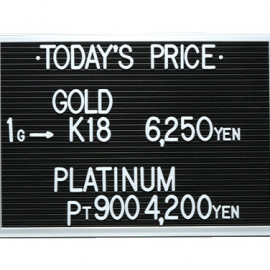 ·TODAY'S PRICE·
GOLD
1G→ K18 6,250YEN
PLATINUM
PT900 4,200YEN